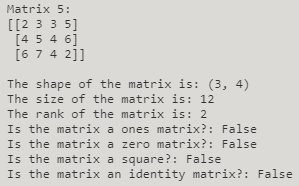 Matrix 5:
[[2 3 3 5]
 [4 5 4 6]
 [6 7 4 2]]

The shape of the matrix is: (3, 4)
The size of the matrix is: 12
The rank of the matrix is: 2
Is the matrix a ones matrix?: False
Is the matrix a zero matrix?: False
Is the matrix a square?: False
Is the matrix an identity matrix?: False